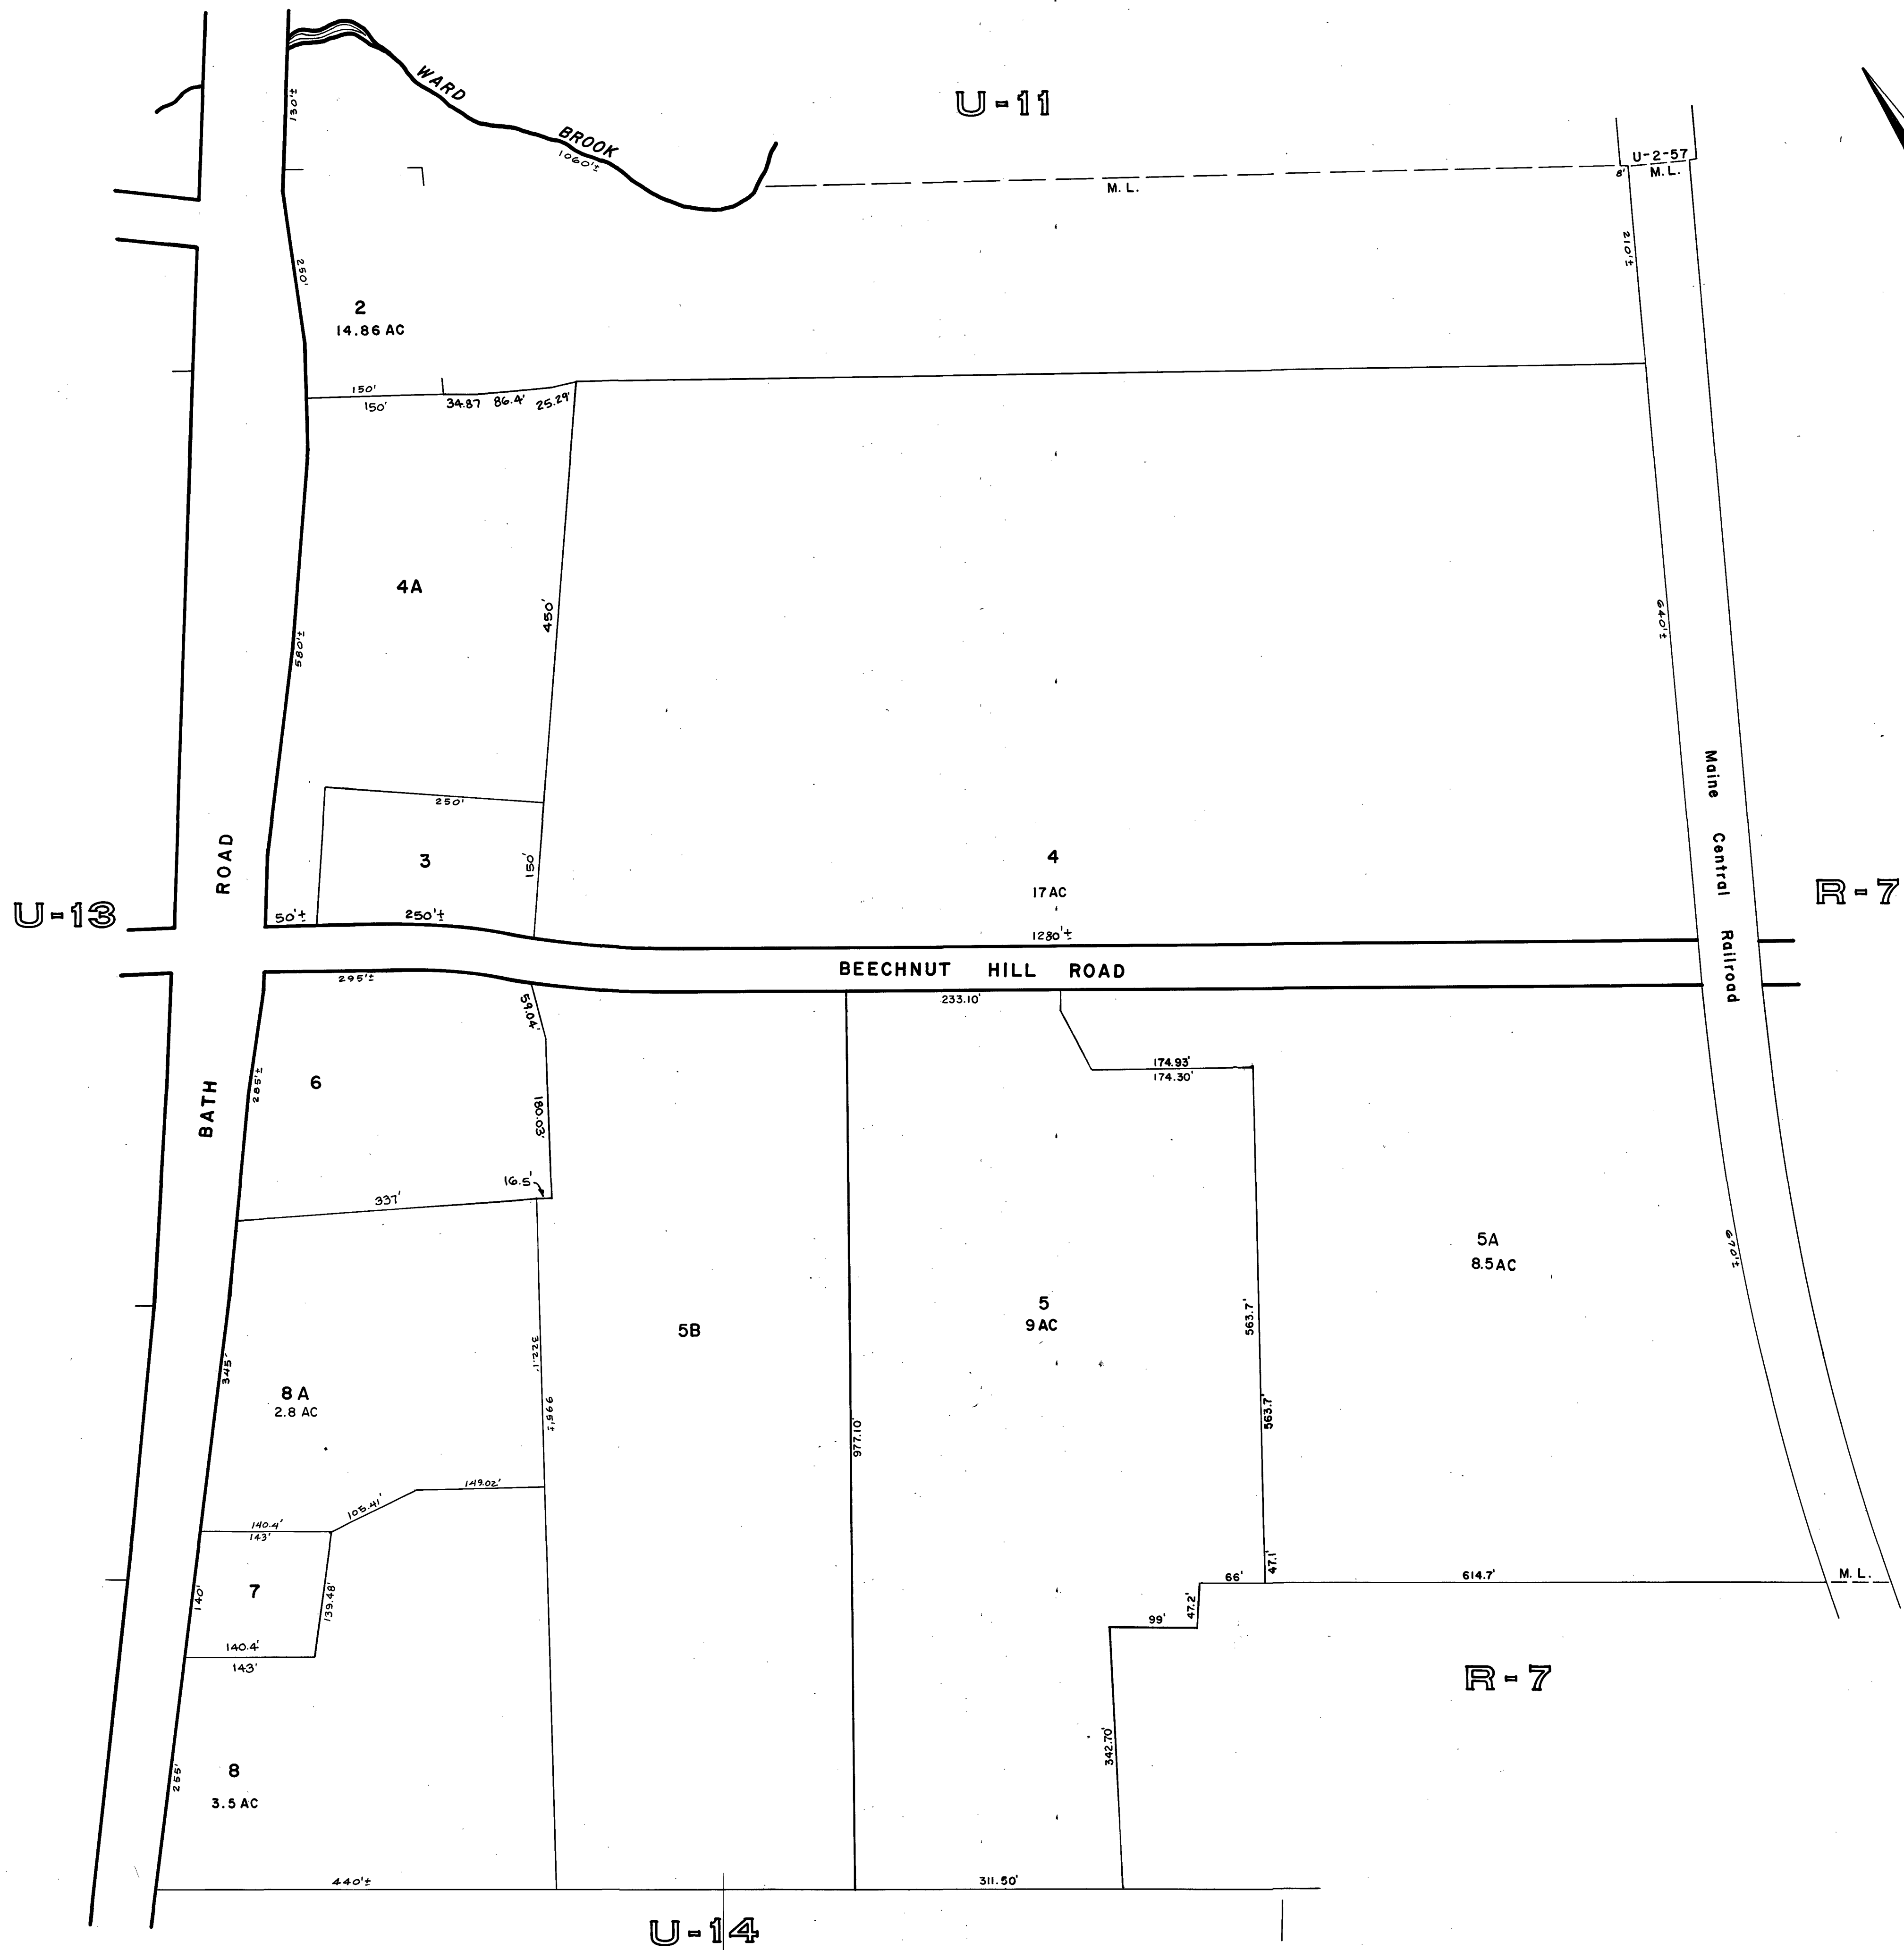 WARD
BROOK
1060'±
U-11
130'±
U-2-57
M.L.
M.L.
8'
210'±
250'
2
14.86 AC
150'
150'
34.87
86.4'
25.29'
4A
450'
580'±
640'±
250'
3
150'
50'±
250'±
4
17 AC
1280'±
Maine Central Railroad
R-7
U-13
BATH ROAD
BEECHNUT HILL ROAD
295'±
59.04'
233.10'
174.93'
174.30'
285'±
6
180.03'
16.5'
337'
5A
8.5 AC
670'±
5
9 AC
563.7'
563.7'
5B
322.1'
995'±
345'
8A
2.8 AC
977.10'
149.02'
105.41'
140.4'
143'
7
140'
139.48'
140.4'
143'
47.1'
66'
614.7'
M.L.
47.2'
99'
R-7
342.70'
8
3.5 AC
255'
440'±
311.50'
U-14